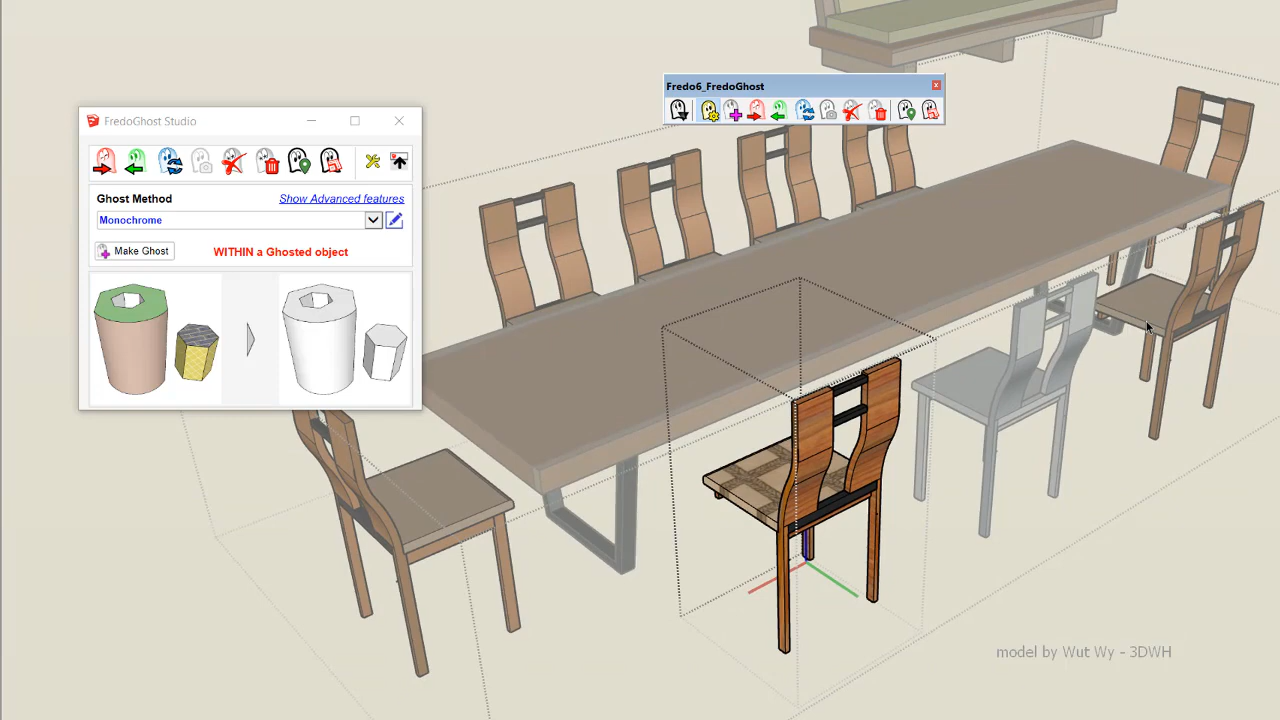 Fredo6_FredoGhost
FredoGhost Studio
Ghost Method
Show Advanced features
Monochrome
Make Ghost
WITHIN a Ghosted object
model by Wut Wy - 3DWH